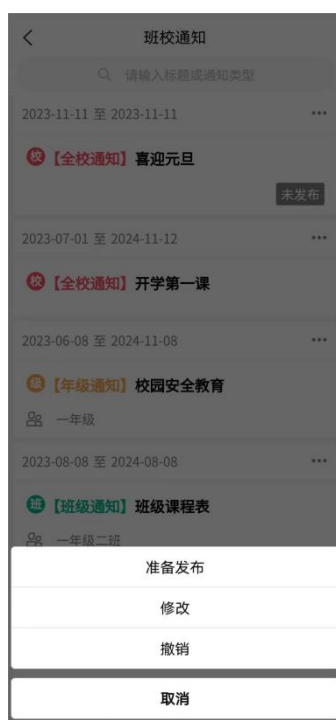 班校通知
请输入标题或通知类型
2023-11-11 至 2023-11-11
校 【全校通知】喜迎元旦
未发布
2023-07-01 至 2024-11-12
校 【全校通知】开学第一课
2023-06-08 至 2024-11-08
级 【年级通知】校园安全教育
一年级
2023-08-08 至 2024-08-08
班 【班级通知】班级课程表
一年级二班
准备发布
修改
撤销
取消